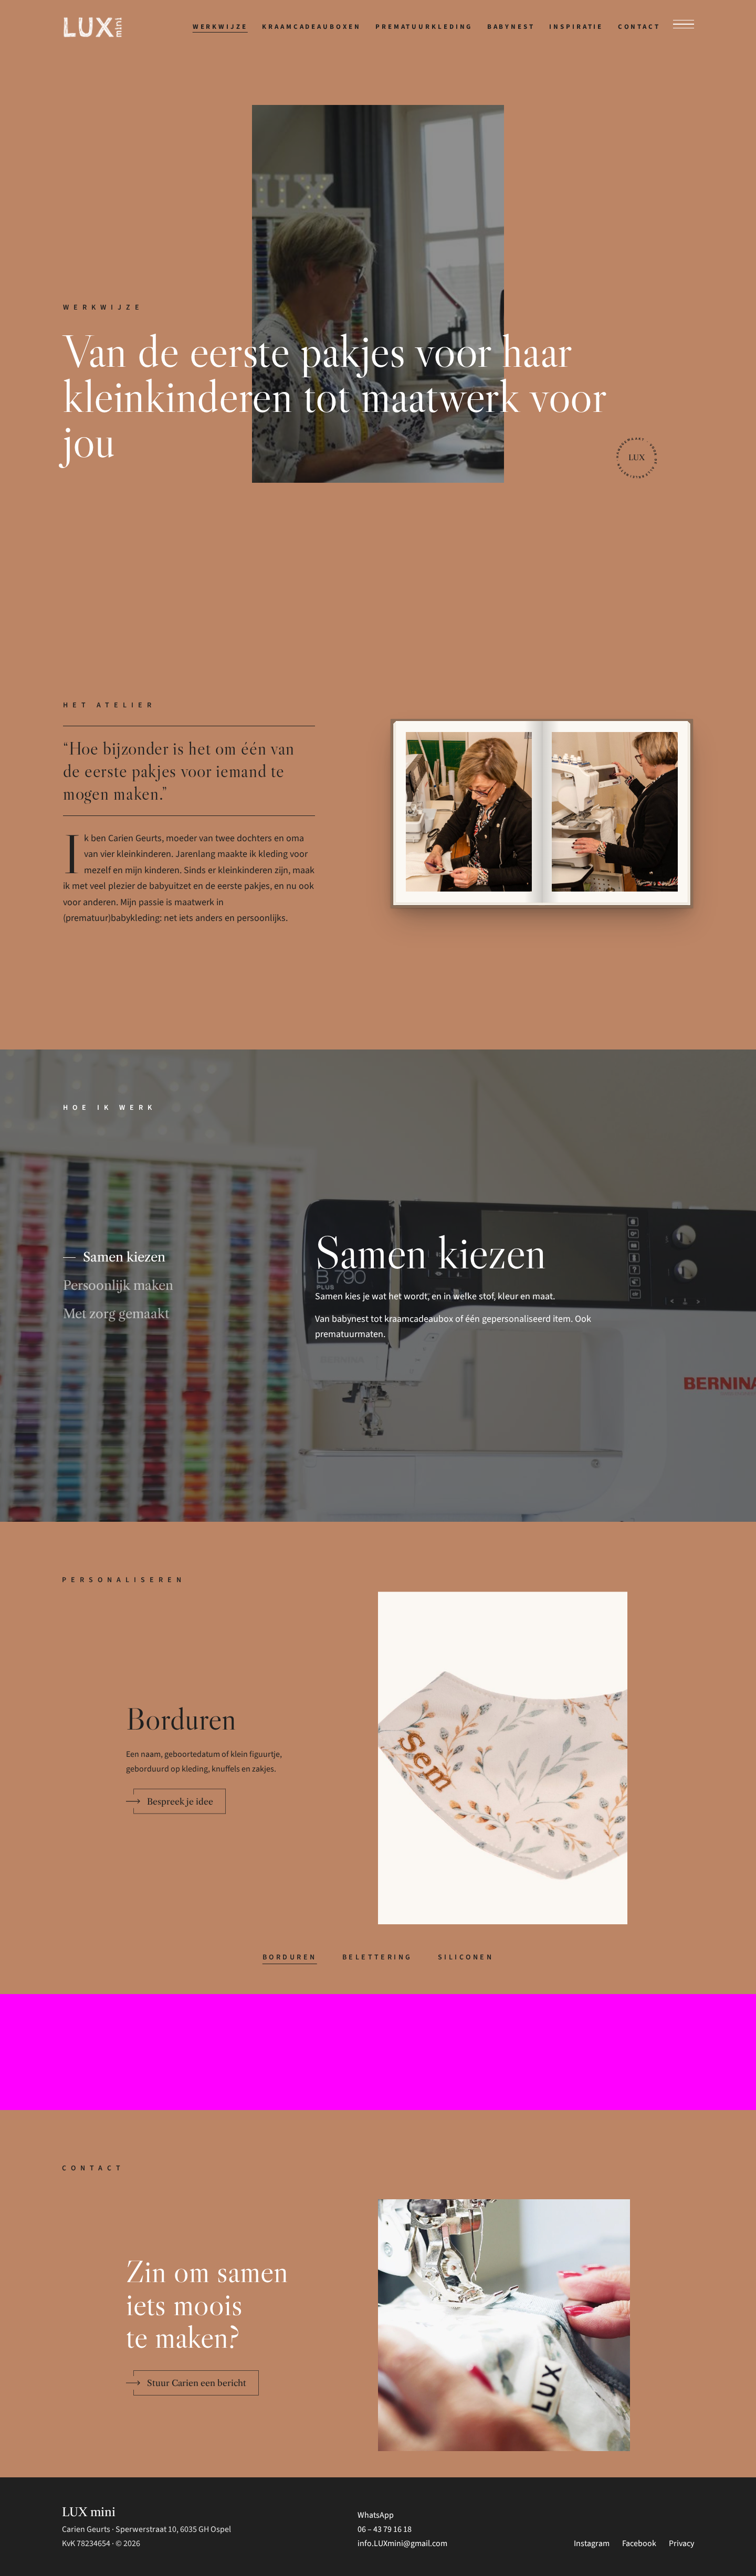 LUX mini
WERKWIJZE KRAAMCADEAUBOXEN PREMATUURKLEDING BABYNEST INSPIRATIE CONTACT
WERKWIJZE
Van de eerste pakjes voor haar
kleinkinderen tot maatwerk voor
jou
LUX
HET ATELIER
“Hoe bijzonder is het om één van
de eerste pakjes voor iemand te
mogen maken.”
Ik ben Carien Geurts, moeder van twee dochters en oma
van vier kleinkinderen. Jarenlang maakte ik kleding voor
mezelf en mijn kinderen. Sinds er kleinkinderen zijn, maak
ik met veel plezier de babyuitzet en de eerste pakjes, en nu ook
voor anderen. Mijn passie is maatwerk in
(prematuur)babykleding: net iets anders en persoonlijks.
HOE IK WERK
Samen kiezen
Persoonlijk maken
Met zorg gemaakt
Samen kiezen
B 790
PLUS
Samen kies je wat het wordt, en in welke stof, kleur en maat.
Van babynest tot kraamcadeaubox of één gepersonaliseerd item. Ook
prematuurmaten.
BERNINA
PERSONALISEREN
Borduren
Een naam, geboortedatum of klein figuurtje,
geborduurd op kleding, knuffels en zakjes.
Bespreek je idee
Sem
BORDUREN BELETTERING SILICONEN
CONTACT
Zin om samen
iets moois
te maken?
Stuur Carien een bericht
LUX
LUX mini
Carien Geurts · Sperwerstraat 10, 6035 GH Ospel
KvK 78234654 · © 2026
WhatsApp
06 – 43 79 16 18
info.LUXmini@gmail.com
Instagram Facebook Privacy